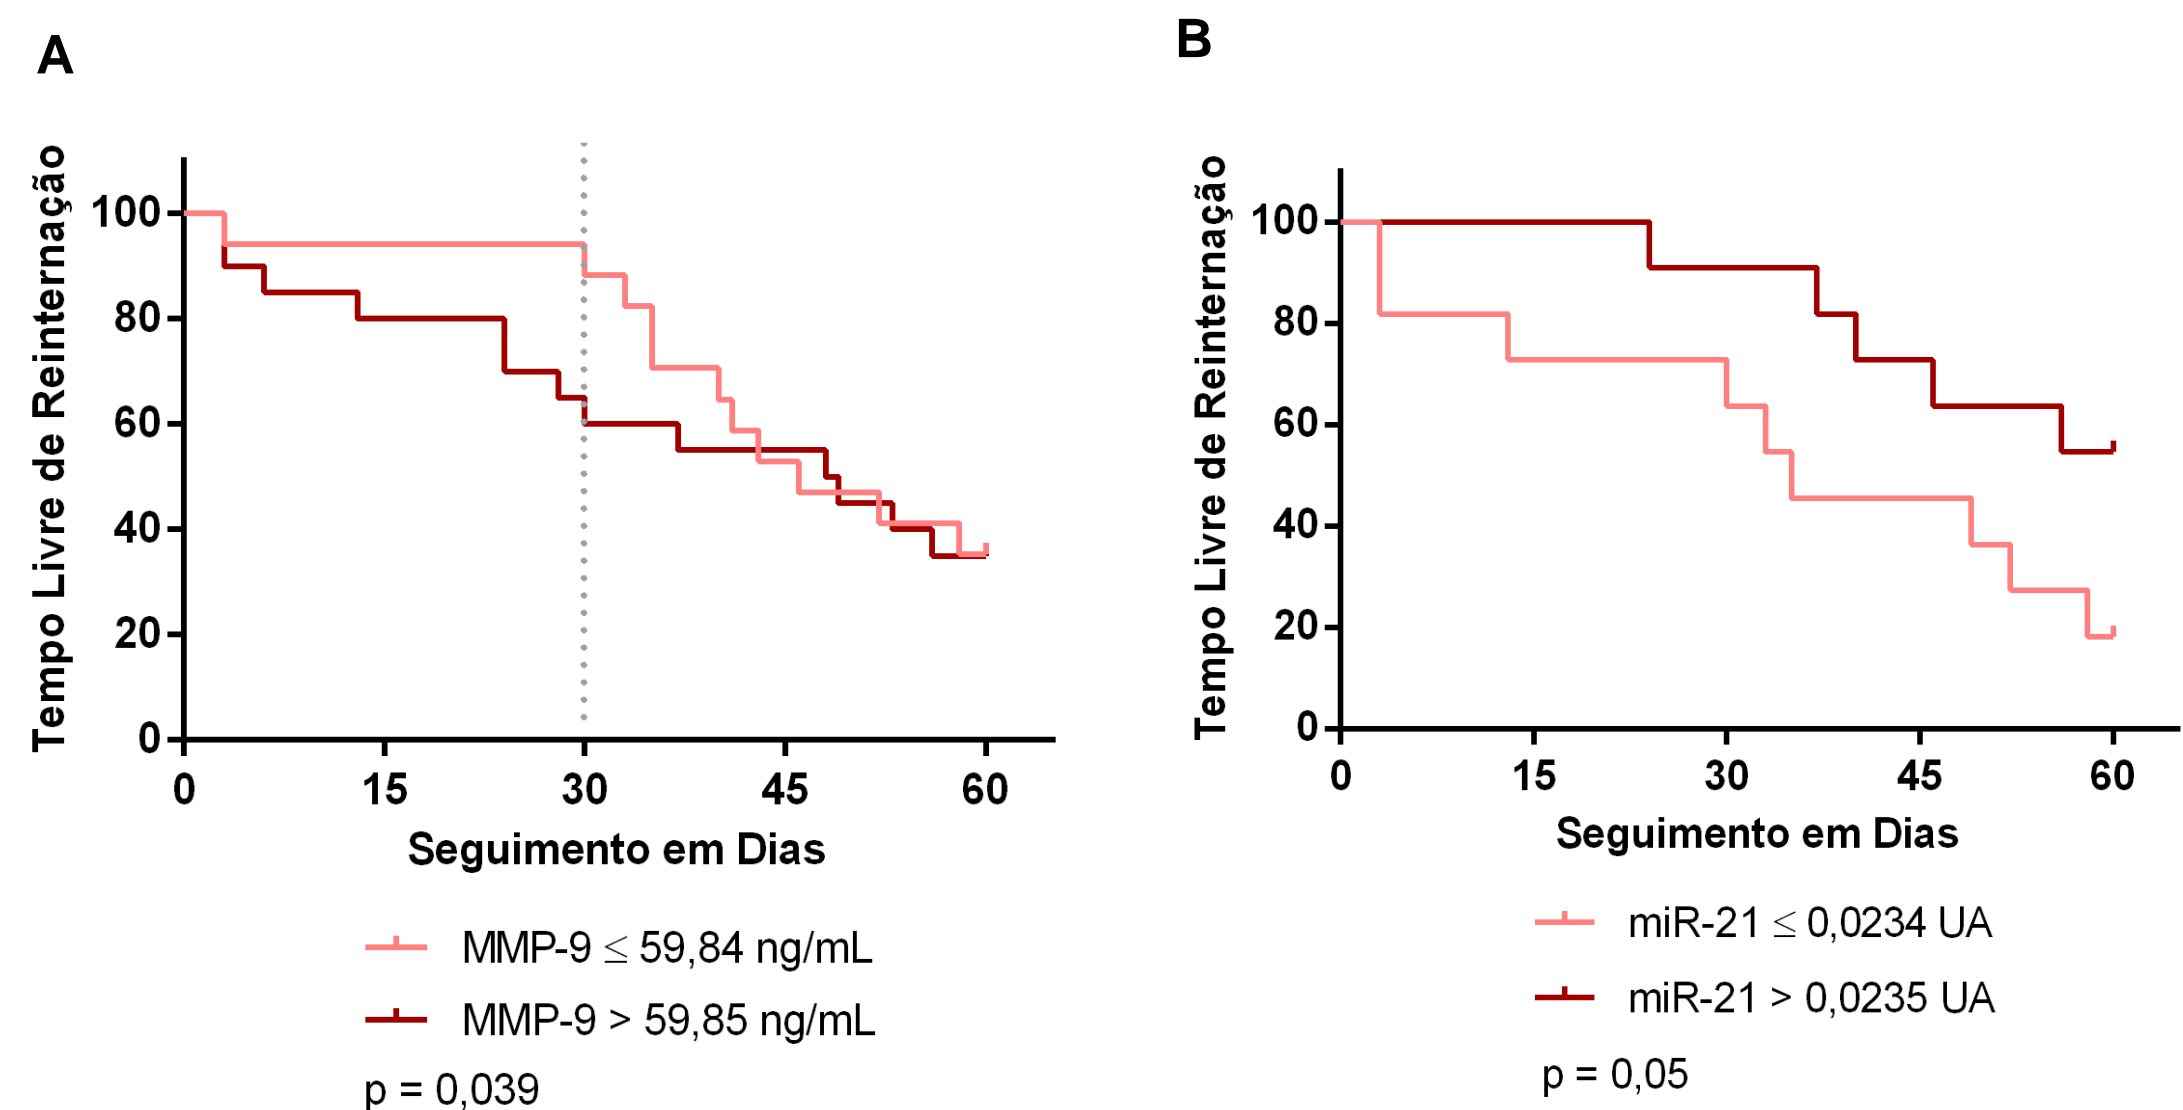 A
Tempo Livre de Reinternação
100
80
60
40
20
0
0 15 30 45 60
Seguimento em Dias
MMP-9 ≤ 59,84 ng/mL
MMP-9 > 59,85 ng/mL
p = 0,039
B
Tempo Livre de Reinternação
100
80
60
40
20
0
0 15 30 45 60
Seguimento em Dias
miR-21 ≤ 0,0234 UA
miR-21 > 0,0235 UA
p = 0,05